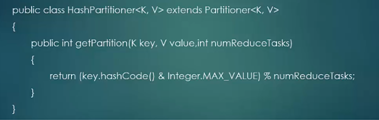 public class HashPartitioner<K, V> extends Partitioner<K, V>
{
public int getPartition(K key, V value,int numReduceTasks)
{
return (key.hashCode() & Integer.MAX_VALUE) % numReduceTasks;
}
}